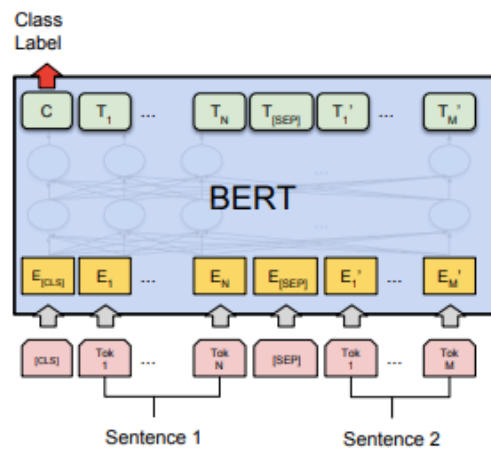 Class
Label
C T1 ... TN T[SEP] T1' ... TM'
...
BERT
...
E[CLS] E1 ... EN E[SEP] E1' ... EM'
[CLS] Tok 1 ... Tok N [SEP] Tok 1 ... Tok M
Sentence 1 Sentence 2